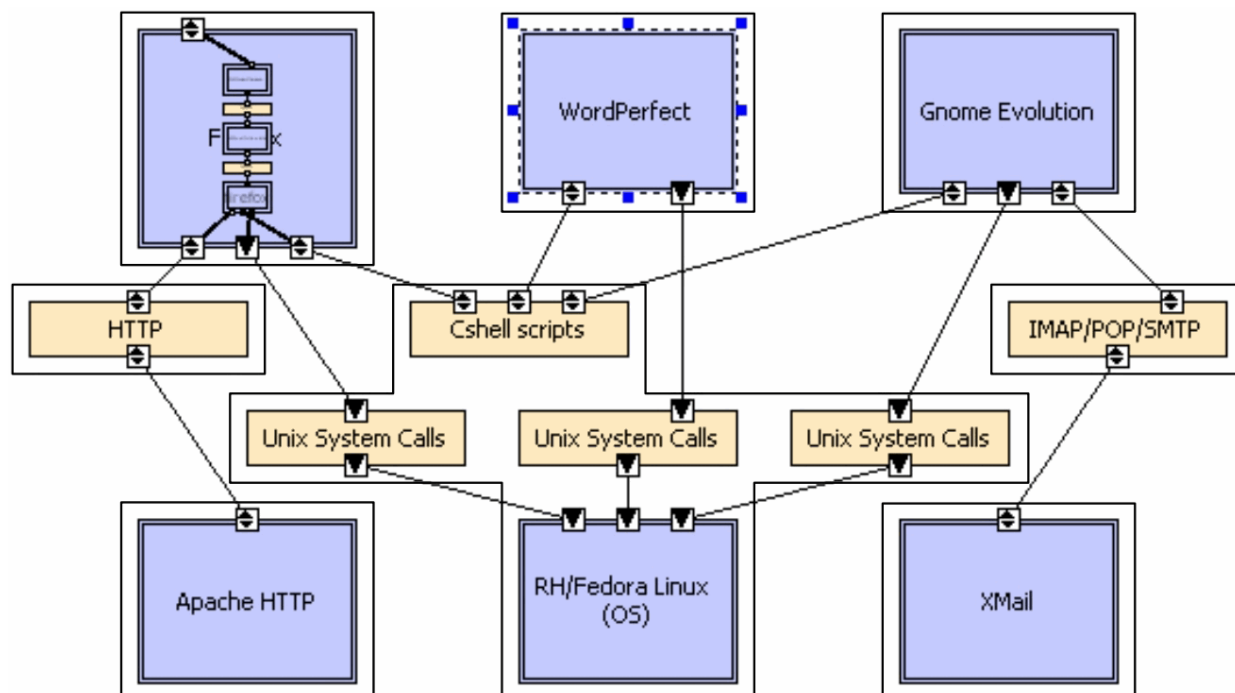 WordPerfect
Gnome Evolution
F x
firefox
HTTP
Cshell scripts
IMAP/POP/SMTP
Unix System Calls
Unix System Calls
Unix System Calls
Apache HTTP
RH/Fedora Linux
(OS)
XMail